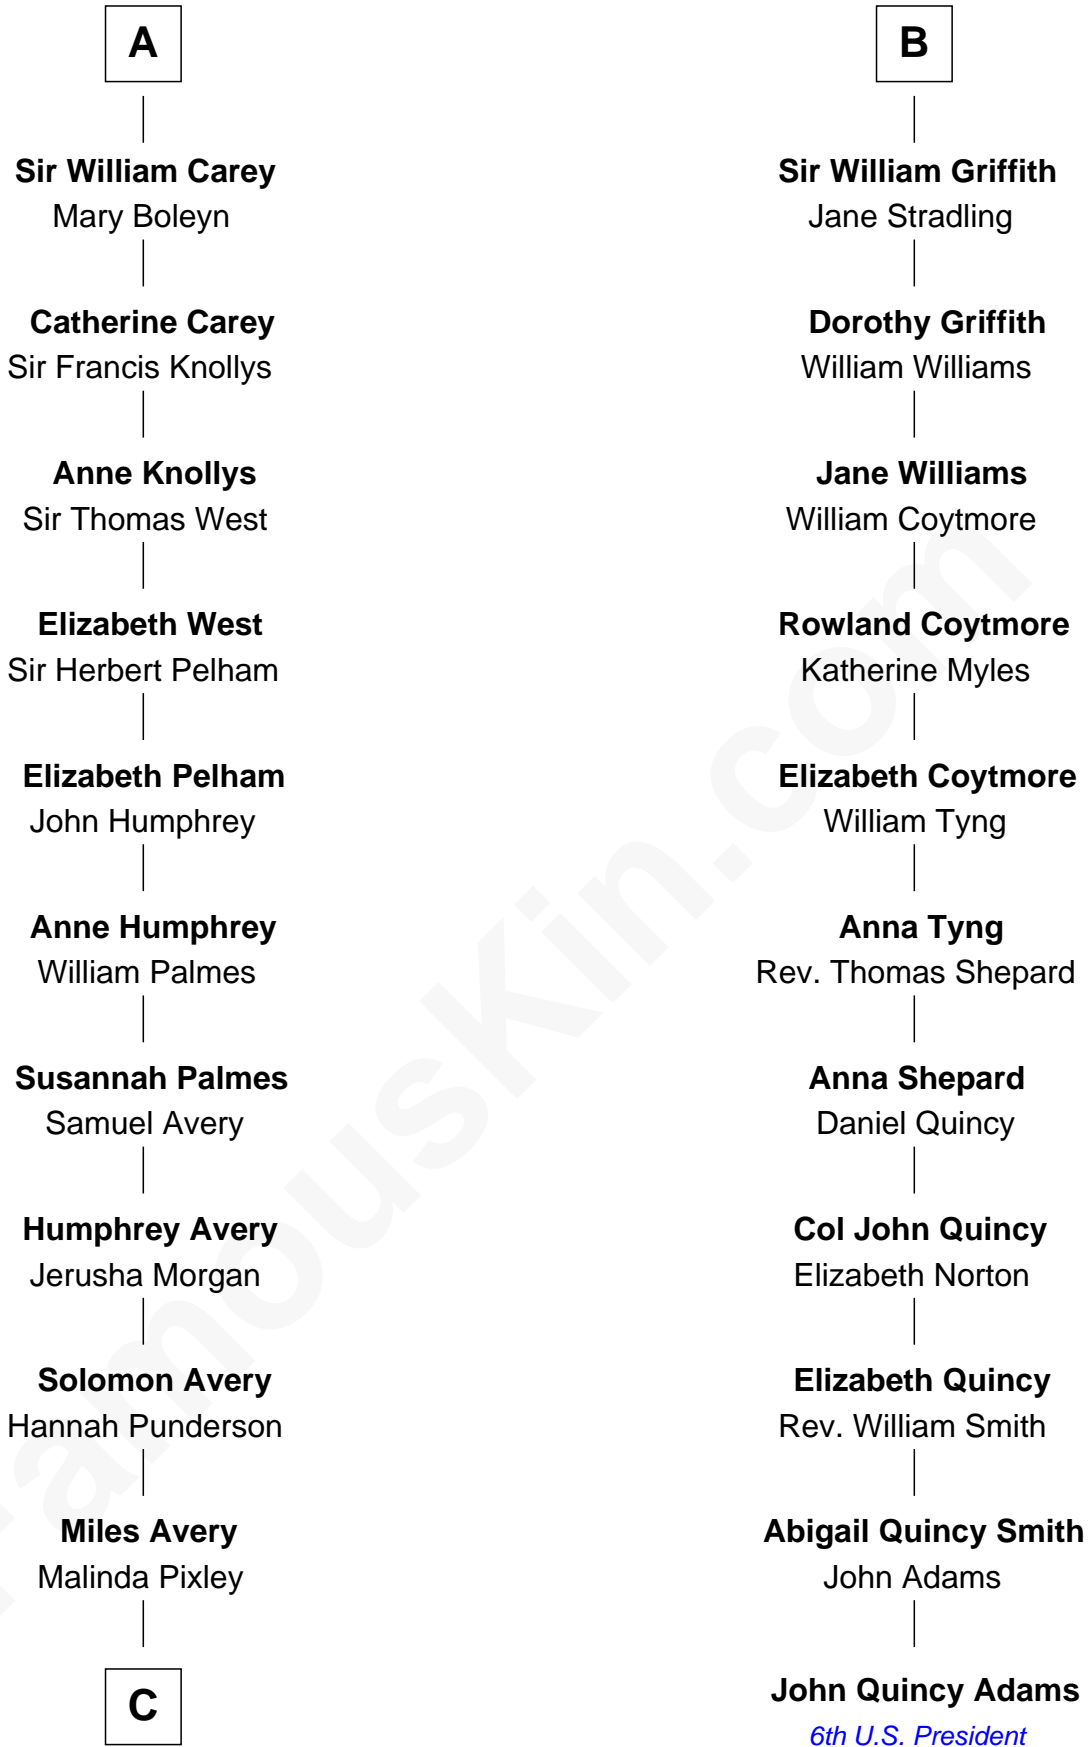 A
Sir William Carey
Mary Boleyn
Catherine Carey
Sir Francis Knollys
Anne Knollys
Sir Thomas West
Elizabeth West
Sir Herbert Pelham
Elizabeth Pelham
John Humphrey
Anne Humphrey
William Palmes
Susannah Palmes
Samuel Avery
Humphrey Avery
Jerusha Morgan
Solomon Avery
Hannah Punderson
Miles Avery
Malinda Pixley
C
B
Sir William Griffith
Jane Stradling
Dorothy Griffith
William Williams
Jane Williams
William Coytmore
Rowland Coytmore
Katherine Myles
Elizabeth Coytmore
William Tyng
Anna Tyng
Rev. Thomas Shepard
Anna Shepard
Daniel Quincy
Col John Quincy
Elizabeth Norton
Elizabeth Quincy
Rev. William Smith
Abigail Quincy Smith
John Adams
John Quincy Adams
6th U.S. President
FamousKin.com